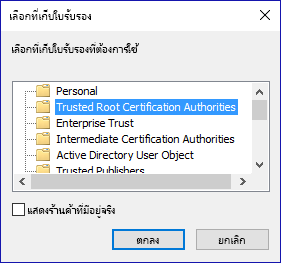 เลือกที่เก็บใบรับรอง
เลือกที่เก็บใบรับรองที่ต้องการใช้
Personal
Trusted Root Certification Authorities
Enterprise Trust
Intermediate Certification Authorities
Active Directory User Object
Trusted Publishers
แสดงร้านค้าที่มีอยู่จริง
ตกลง
ยกเลิก